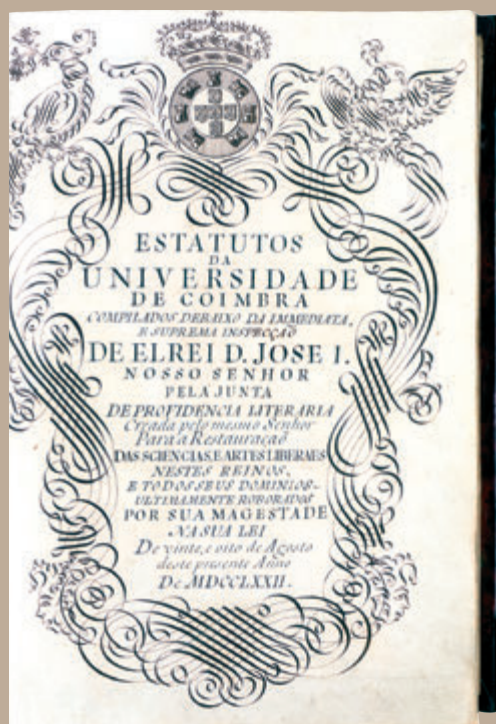 ESTATUTOS
DA
UNIVERSIDADE
DE COIMBRA
COMPILADOS DEBAIXO DA IMMEDIATA,
E SUPREMA INSPECÇAÕ
DE ELREI D. JOSE I.
NOSSO SENHOR
PELA JUNTA
DE PROVIDENCIA LITERARIA
Creada pelo mesmo Senhor
Para a Restauraçaõ
DAS SCIENCIAS, E ARTES LIBERAES
NESTES REINOS,
E TODOS SEUS DOMINIOS,
ULTIMAMENTE ROBORADOS
POR SUA MAGESTADE
NA SUA LEI
De vinte, e oito de Agosto
deste presente Anno
De MDCCLXXII.